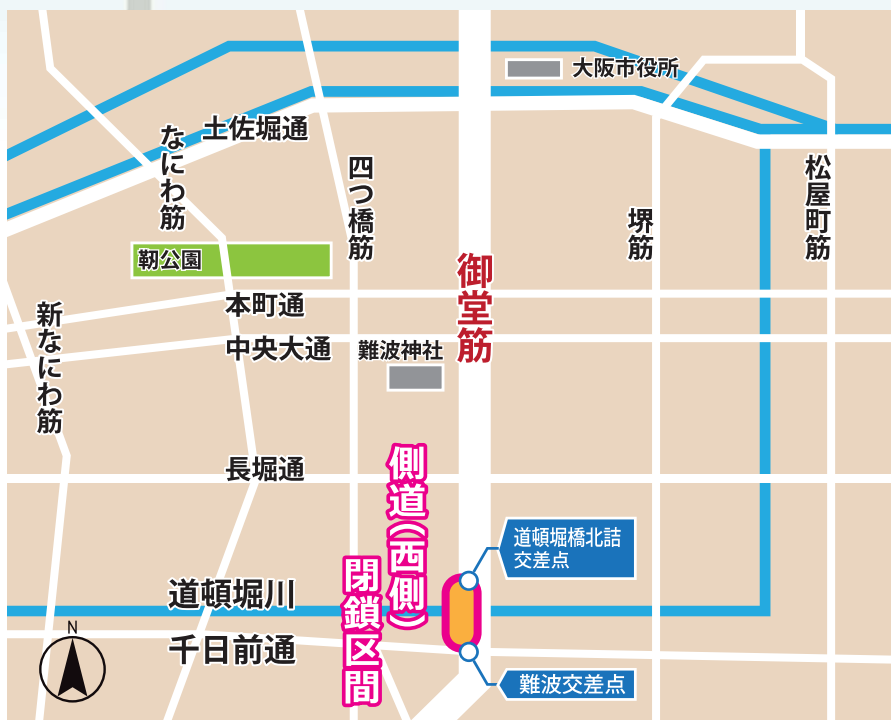 大阪市役所
土佐堀通
なにわ筋
四つ橋筋
堺筋
松屋町筋
靭公園
御堂筋
本町通
新なにわ筋
中央大通
難波神社
長堀通
側道(西側)
閉鎖区間
道頓堀橋北詰
交差点
道頓堀川
千日前通
N
難波交差点